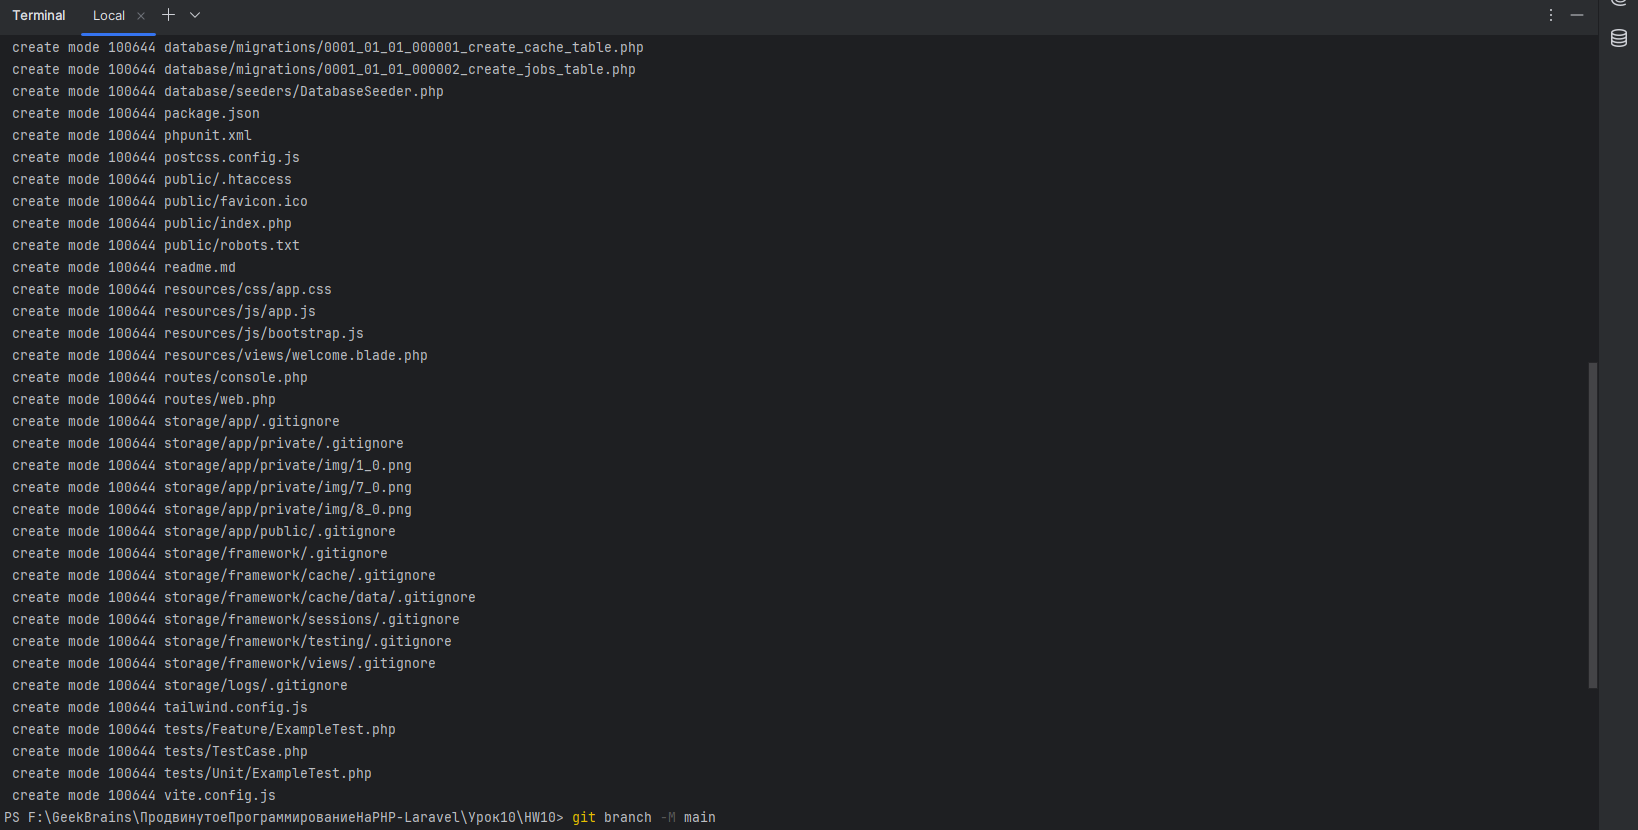 Terminal Local
create mode 100644 database/migrations/0001_01_01_000001_create_cache_table.php
create mode 100644 database/migrations/0001_01_01_000002_create_jobs_table.php
create mode 100644 database/seeders/DatabaseSeeder.php
create mode 100644 package.json
create mode 100644 phpunit.xml
create mode 100644 postcss.config.js
create mode 100644 public/.htaccess
create mode 100644 public/favicon.ico
create mode 100644 public/index.php
create mode 100644 public/robots.txt
create mode 100644 readme.md
create mode 100644 resources/css/app.css
create mode 100644 resources/js/app.js
create mode 100644 resources/js/bootstrap.js
create mode 100644 resources/views/welcome.blade.php
create mode 100644 routes/console.php
create mode 100644 routes/web.php
create mode 100644 storage/app/.gitignore
create mode 100644 storage/app/private/.gitignore
create mode 100644 storage/app/private/img/1_0.png
create mode 100644 storage/app/private/img/7_0.png
create mode 100644 storage/app/private/img/8_0.png
create mode 100644 storage/app/public/.gitignore
create mode 100644 storage/framework/.gitignore
create mode 100644 storage/framework/cache/.gitignore
create mode 100644 storage/framework/cache/data/.gitignore
create mode 100644 storage/framework/sessions/.gitignore
create mode 100644 storage/framework/testing/.gitignore
create mode 100644 storage/framework/views/.gitignore
create mode 100644 storage/logs/.gitignore
create mode 100644 tailwind.config.js
create mode 100644 tests/Feature/ExampleTest.php
create mode 100644 tests/TestCase.php
create mode 100644 tests/Unit/ExampleTest.php
create mode 100644 vite.config.js
PS F:\GeekBrains\ПродвинутоеПрограммированиеНаPHP-Laravel\Урок10\HW10> git branch -M main